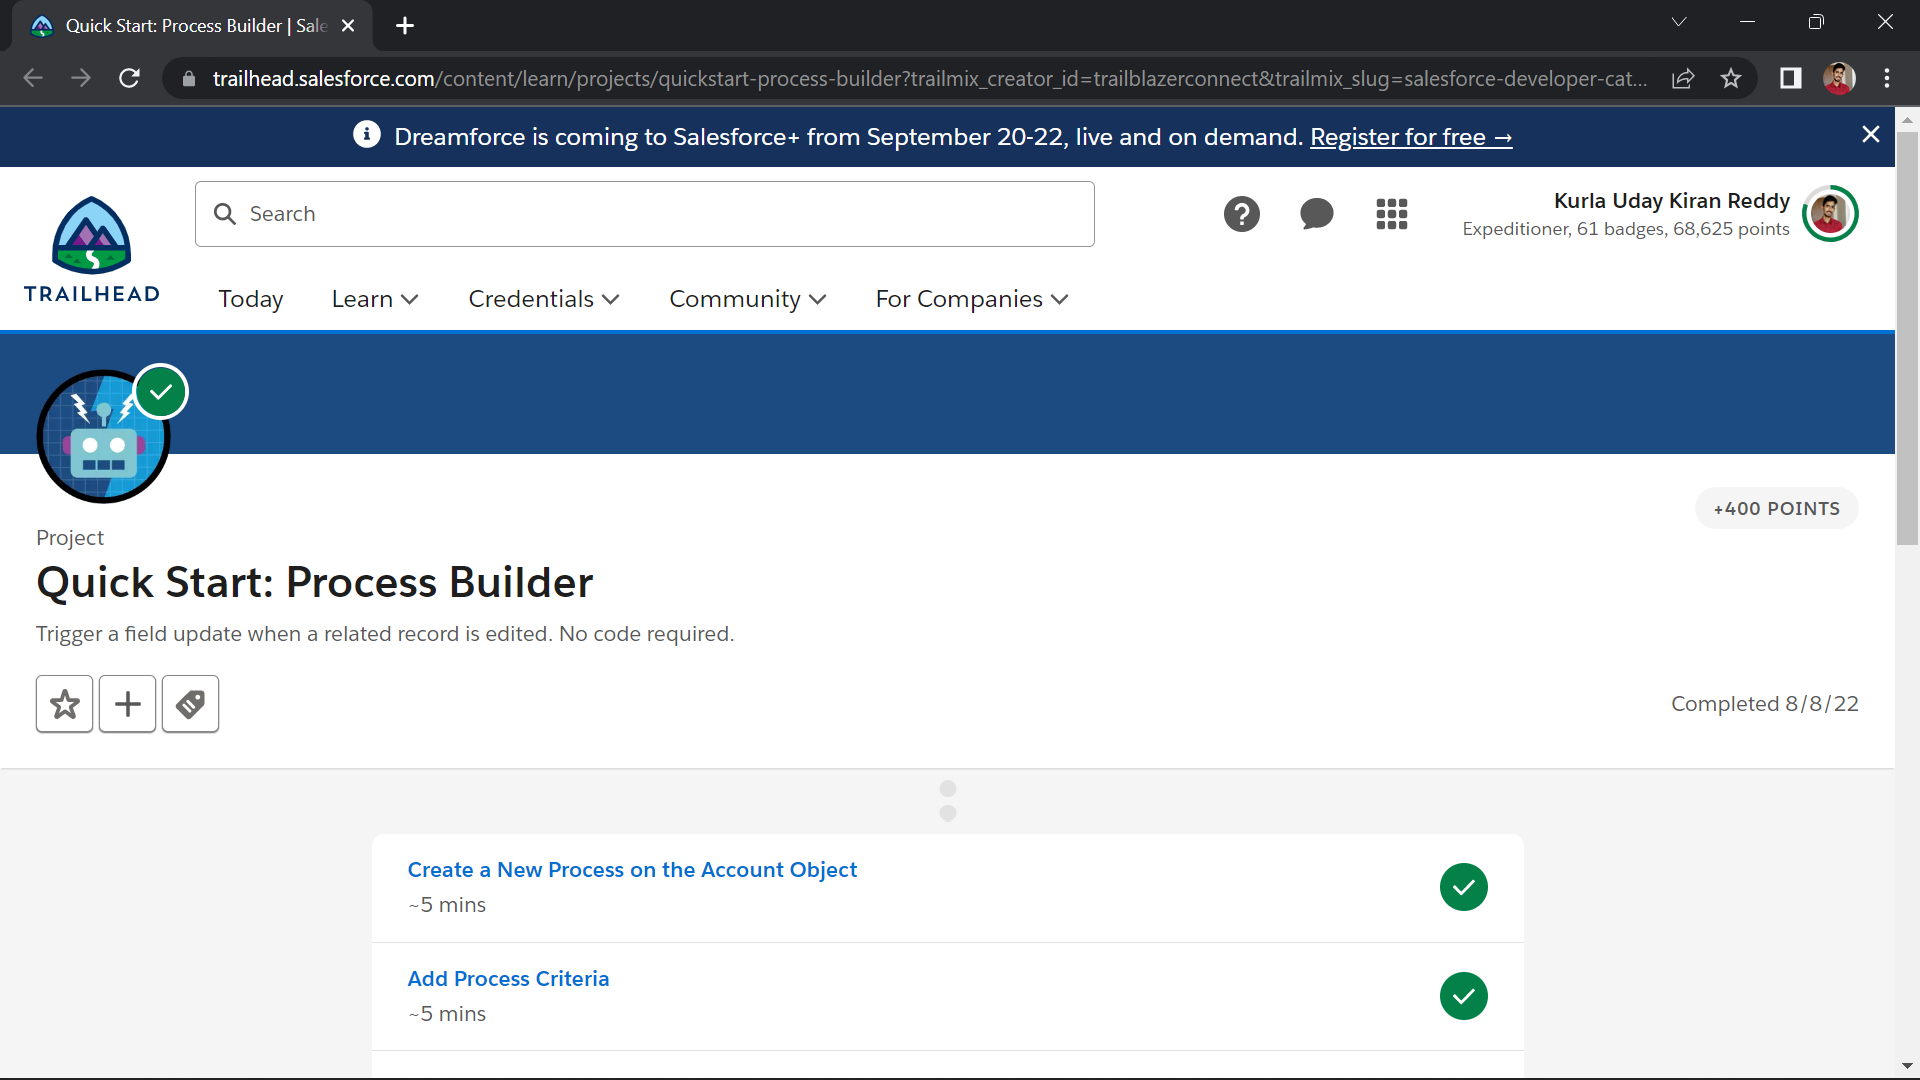 Quick Start: Process Builder | Sale
trailhead.salesforce.com/content/learn/projects/quickstart-process-builder?trailmix_creator_id=trailblazerconnect&trailmix_slug=salesforce-developer-cat...
Dreamforce is coming to Salesforce+ from September 20-22, live and on demand. Register for free →
TRAILHEAD
Search
Kurla Uday Kiran Reddy
Expeditioner, 61 badges, 68,625 points
Today Learn Credentials Community For Companies
+400 POINTS
Project
Quick Start: Process Builder
Trigger a field update when a related record is edited. No code required.
Completed 8/8/22
Create a New Process on the Account Object
~5 mins
Add Process Criteria
~5 mins